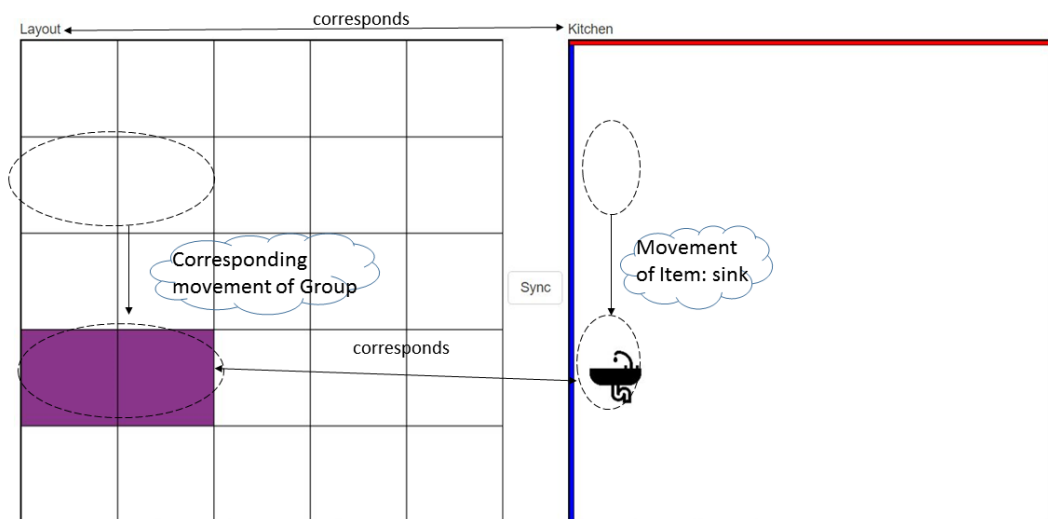 corresponds
Layout
Kitchen
Corresponding
movement of Group
Movement
of Item: sink
Sync
corresponds